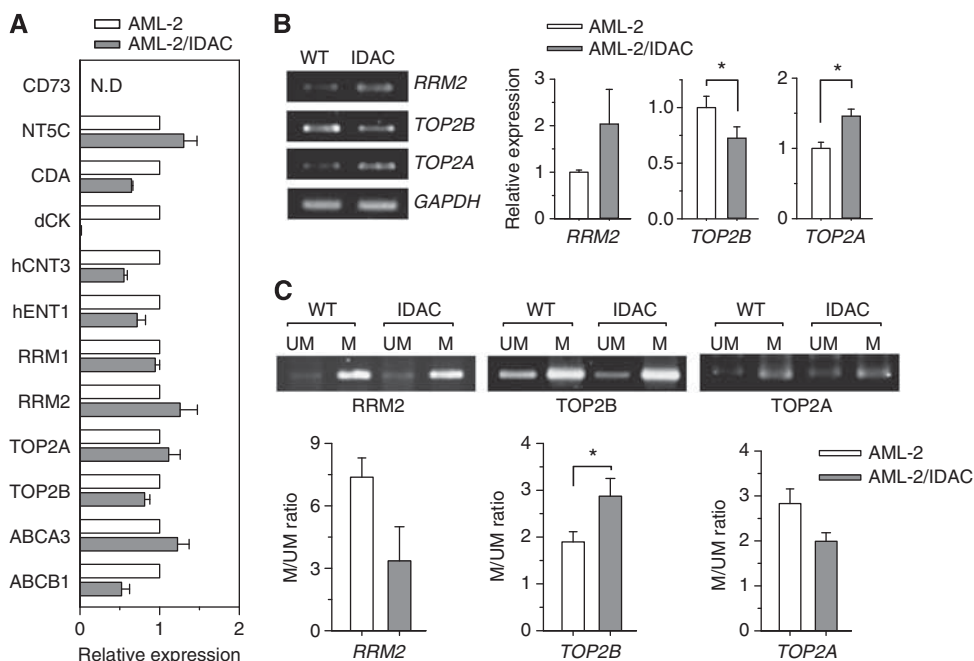 A
AML-2
AML-2/IDAC
CD73
N.D
NT5C
CDA
dCK
hCNT3
hENT1
RRM1
RRM2
TOP2A
TOP2B
ABCA3
ABCB1
0 1 2
Relative expression
B
WT IDAC
RRM2
TOP2B
TOP2A
GAPDH
AML-2
AML-2/IDAC
Relative expression
3
2
1
0
RRM2
*
1.0
0.5
0.0
TOP2B
*
2
1
0
TOP2A
C
WT IDAC WT IDAC WT IDAC
UM M UM M UM M UM M UM M UM M
RRM2 TOP2B TOP2A
M/UM ratio
9
6
3
0
RRM2
M/UM ratio
*
4
3
2
1
0
TOP2B
M/UM ratio
4
3
2
1
0
TOP2A
AML-2
AML-2/IDAC